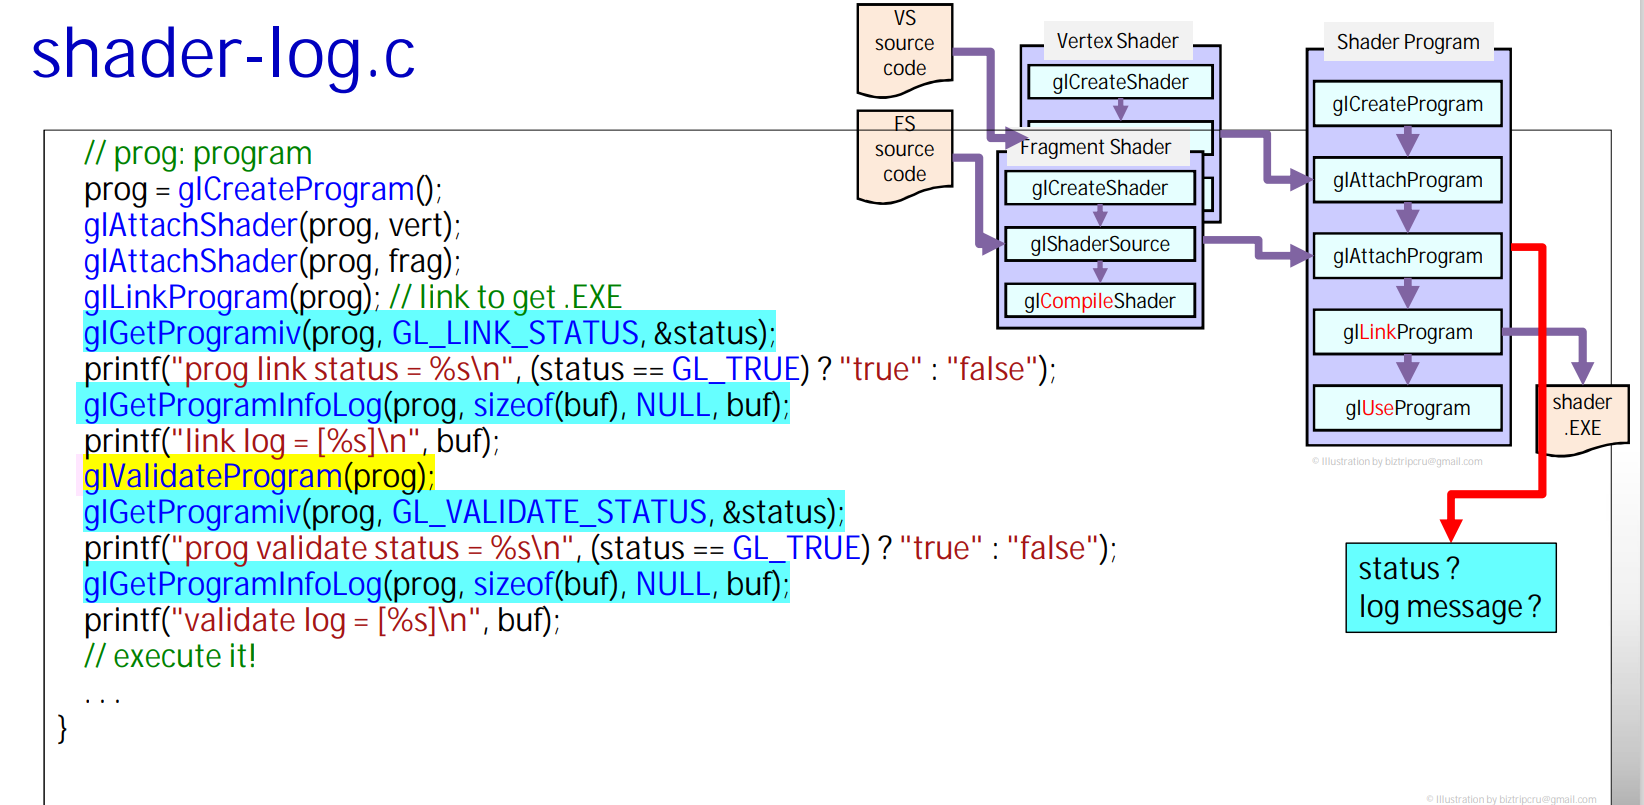 shader-log.c
// prog: program
prog = glCreateProgram();
glAttachShader(prog, vert);
glAttachShader(prog, frag);
glLinkProgram(prog); // link to get .EXE
glGetProgramiv(prog, GL_LINK_STATUS, &status);
printf("prog link status = %s\n", (status == GL_TRUE) ? "true" : "false");
glGetProgramInfoLog(prog, sizeof(buf), NULL, buf);
printf("link log = [%s]\n", buf);
glValidateProgram(prog);
glGetProgramiv(prog, GL_VALIDATE_STATUS, &status);
printf("prog validate status = %s\n", (status == GL_TRUE) ? "true" : "false");
glGetProgramInfoLog(prog, sizeof(buf), NULL, buf);
printf("validate log = [%s]\n", buf);
// execute it!
. . .
}
VS
source
code
FS
source
code
Vertex Shader
glCreateShader
Fragment Shader
glCreateShader
glShaderSource
glCompileShader
Shader Program
glCreateProgram
glAttachProgram
glAttachProgram
glLinkProgram
glUseProgram
shader
.EXE
© Illustration by biztripcru@gmail.com
status ?
log message ?
© Illustration by biztripcru@gmail.com